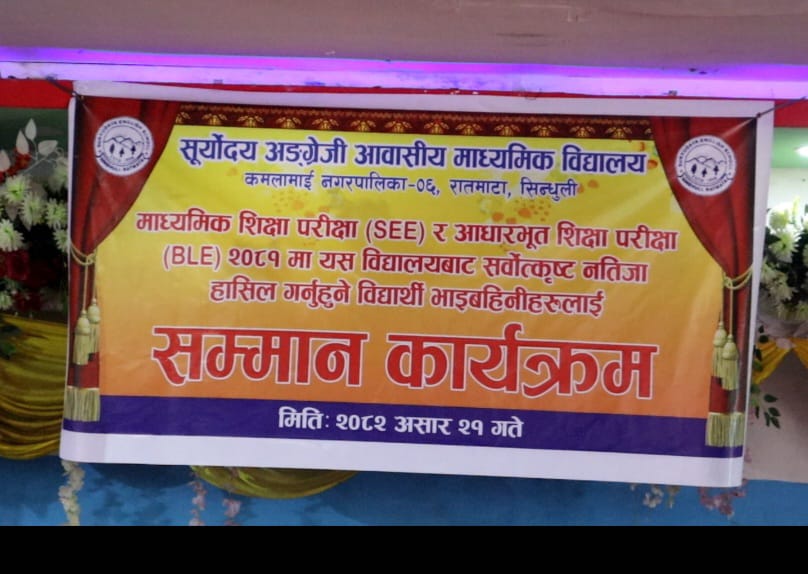 सूर्योदय अङग्रेजी आवासीय माध्यमिक विद्यालय
कमलामाई नगरपालिका-०६, रातमाटा, सिन्धुली
माध्यमिक शिक्षा परीक्षा (SEE) र आधारभूत शिक्षा परीक्षा
(BLE) २०८१ मा यस विद्यालयबाट सर्वोत्कृष्ट नतिजा
हासिल गर्नुहुने विद्यार्थी भाइबहिनीहरुलाई
सम्मान कार्यक्रम
मितिः २०८२ असार २१ गते